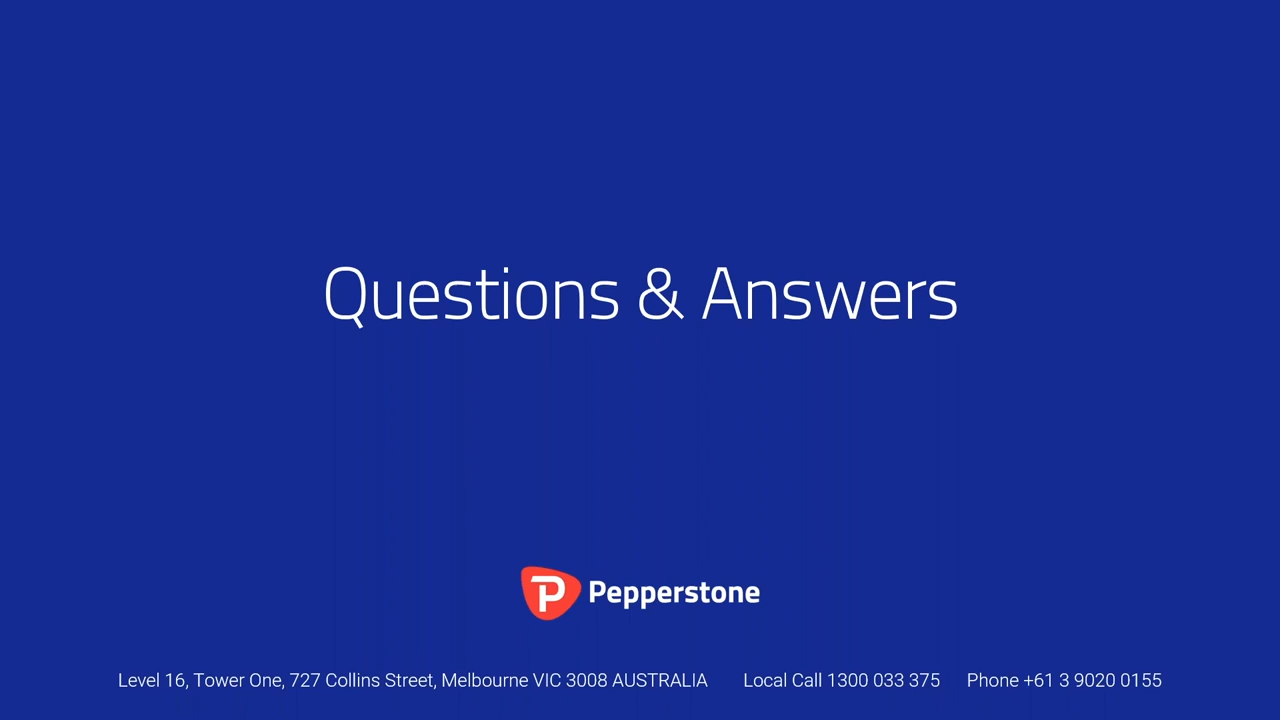 Questions & Answers
Pepperstone
Level 16, Tower One, 727 Collins Street, Melbourne VIC 3008 AUSTRALIA Local Call 1300 033 375 Phone +61 3 9020 0155